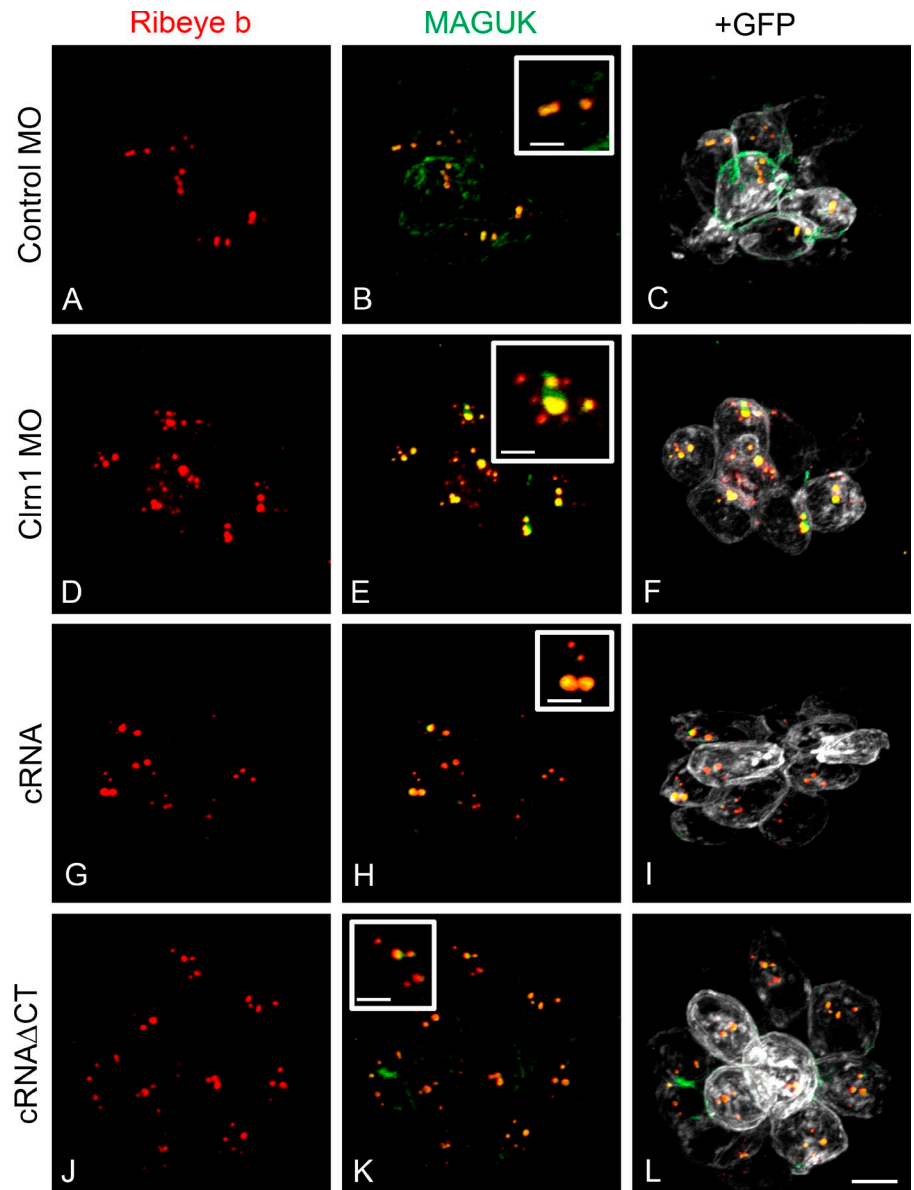 Ribeye b MAGUK +GFP
Control MO
A B C
Clrn1 MO
D E F
cRNA
G H I
cRNAΔCT
J K L